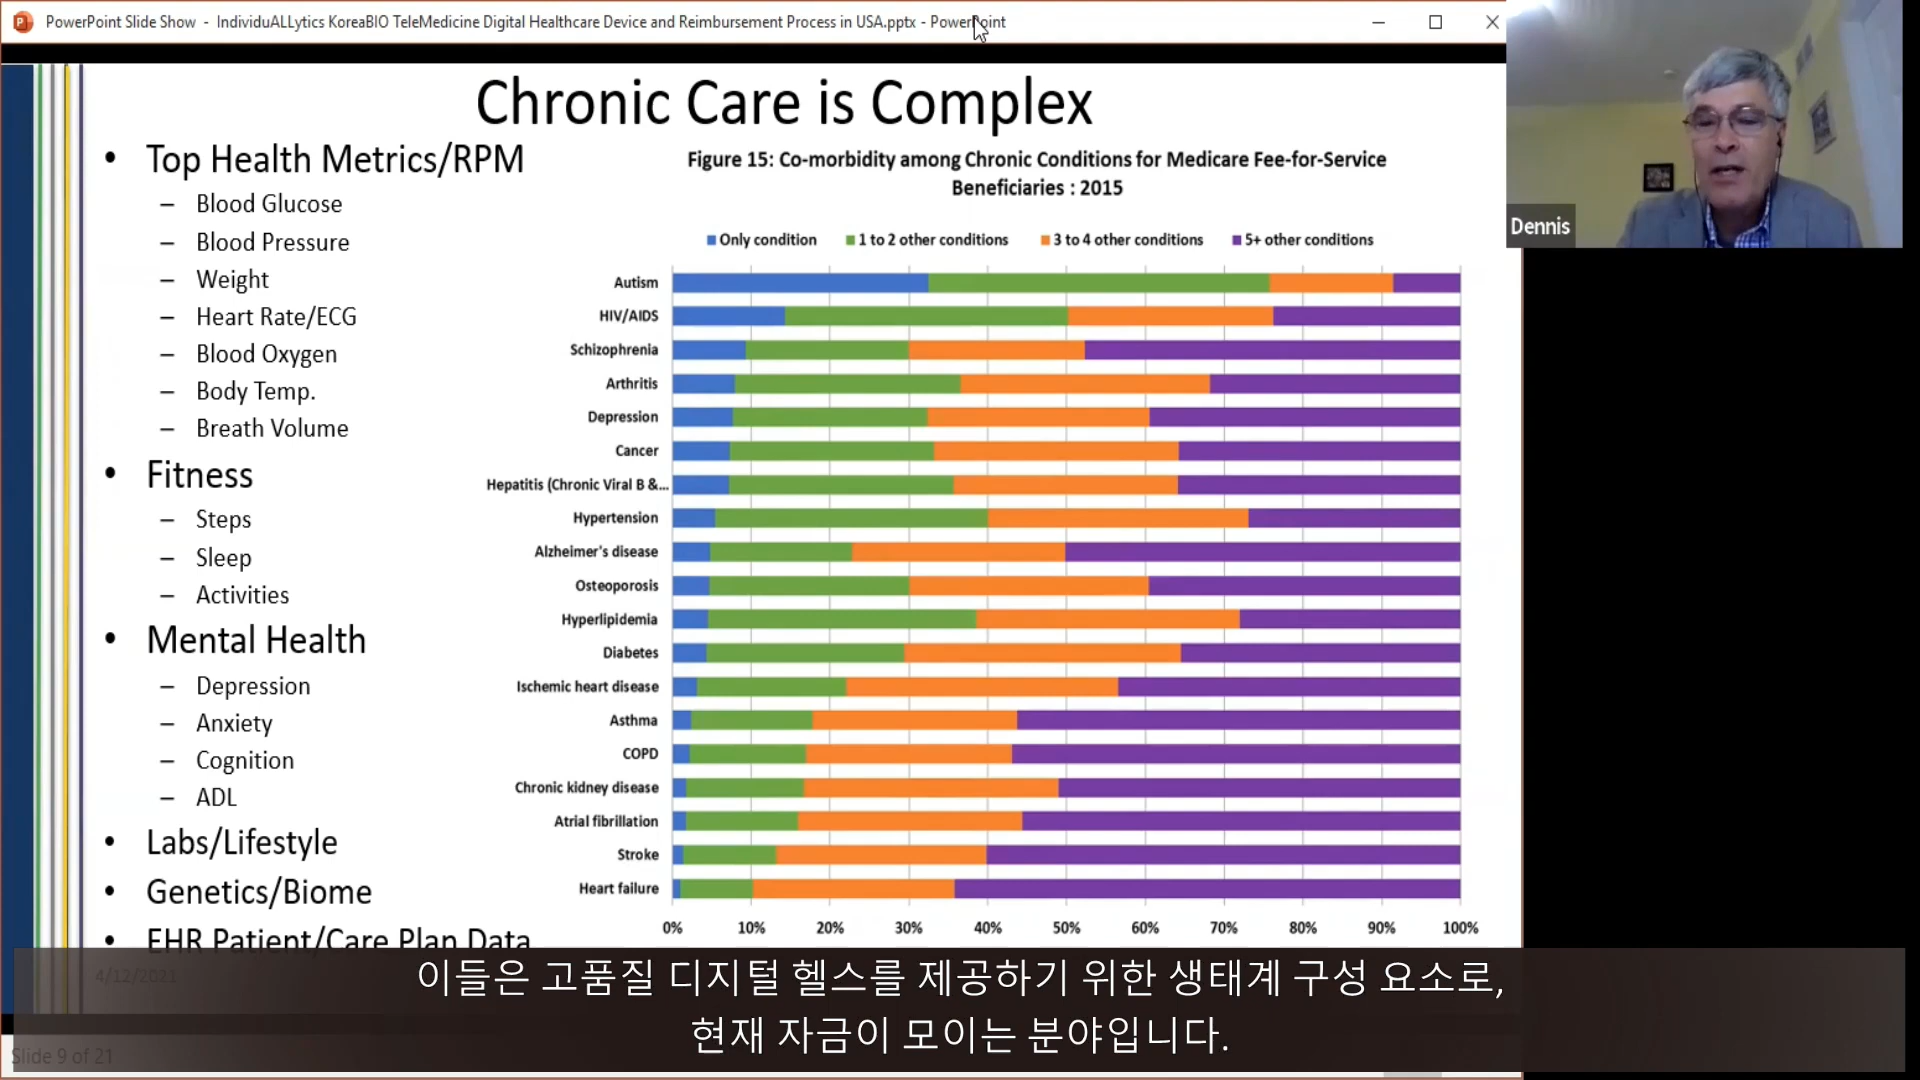 PowerPoint Slide Show - IndividuALLytics KoreaBIO TeleMedicine Digital Healthcare Device and Reimbursement Process in USA.pptx - PowerPoint
Chronic Care is Complex
• Top Health Metrics/RPM
– Blood Glucose
– Blood Pressure
– Weight
– Heart Rate/ECG
– Blood Oxygen
– Body Temp.
– Breath Volume
• Fitness
– Steps
– Sleep
– Activities
• Mental Health
– Depression
– Anxiety
– Cognition
– ADL
• Labs/Lifestyle
• Genetics/Biome
• EHR Patient/Care Plan Data
4/12/2021
Figure 15: Co-morbidity among Chronic Conditions for Medicare Fee-for-Service
Beneficiaries : 2015
Only condition 1 to 2 other conditions 3 to 4 other conditions 5+ other conditions
Autism
HIV/AIDS
Schizophrenia
Arthritis
Depression
Cancer
Hepatitis (Chronic Viral B &...
Hypertension
Alzheimer's disease
Osteoporosis
Hyperlipidemia
Diabetes
Ischemic heart disease
Asthma
COPD
Chronic kidney disease
Atrial fibrillation
Stroke
Heart failure
0% 10% 20% 30% 40% 50% 60% 70% 80% 90% 100%
Dennis
이들은 고품질 디지털 헬스를 제공하기 위한 생태계 구성 요소로,
현재 자금이 모이는 분야입니다.
Slide 9 of 21